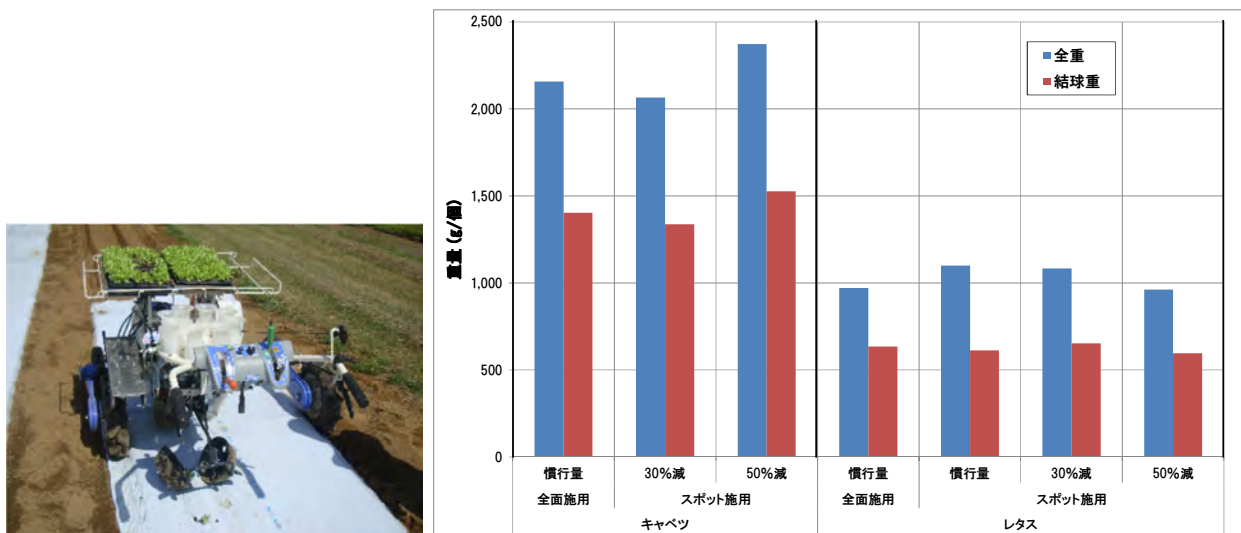 2,500
2,000
1,500
1,000
500
0
重量 (g/個)
全重
結球重
慣行量 30%減 50%減 慣行量 慣行量 30%減 50%減
全面施用 スポット施用 全面施用 スポット施用
キャベツ レタス